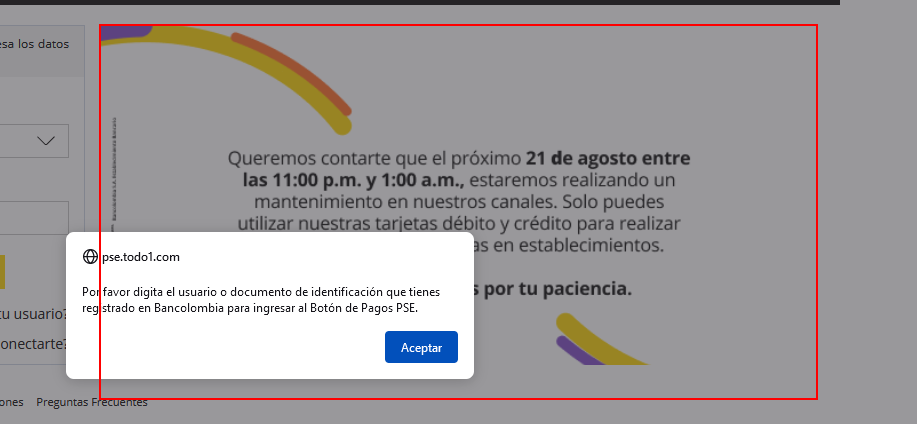 esa los datos
Queremos contarte que el próximo 21 de agosto entre
las 11:00 p.m. y 1:00 a.m., estaremos realizando un
mantenimiento en nuestros canales. Solo puedes
utilizar nuestras tarjetas débito y crédito para realizar
as en establecimientos.
s por tu paciencia.
pse.todo1.com
Por favor digita el usuario o documento de identificación que tienes
registrado en Bancolombia para ingresar al Botón de Pagos PSE.
Aceptar
tu usuario?
onectarte?
ones Preguntas Frecuentes